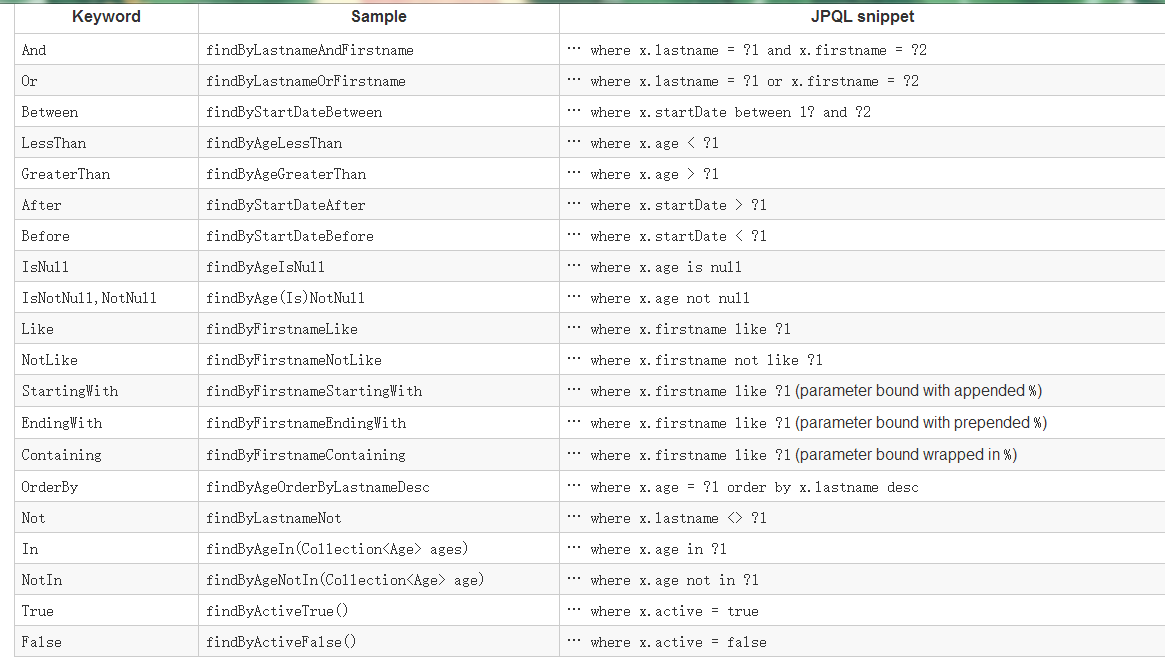 Keyword Sample JPQL snippet
And findByLastnameAndFirstname … where x.lastname = ?1 and x.firstname = ?2
Or findByLastnameOrFirstname … where x.lastname = ?1 or x.firstname = ?2
Between findByStartDateBetween … where x.startDate between 1? and ?2
LessThan findByAgeLessThan … where x.age < ?1
GreaterThan findByAgeGreaterThan … where x.age > ?1
After findByStartDateAfter … where x.startDate > ?1
Before findByStartDateBefore … where x.startDate < ?1
IsNull findByAgeIsNull … where x.age is null
IsNotNull,NotNull findByAge(Is)NotNull … where x.age not null
Like findByFirstnameLike … where x.firstname like ?1
NotLike findByFirstnameNotLike … where x.firstname not like ?1
StartingWith findByFirstnameStartingWith … where x.firstname like ?1 (parameter bound with appended %)
EndingWith findByFirstnameEndingWith … where x.firstname like ?1 (parameter bound with prepended %)
Containing findByFirstnameContaining … where x.firstname like ?1 (parameter bound wrapped in %)
OrderBy findByAgeOrderByLastnameDesc … where x.age = ?1 order by x.lastname desc
Not findByLastnameNot … where x.lastname <> ?1
In findByAgeIn(Collection<Age> ages) … where x.age in ?1
NotIn findByAgeNotIn(Collection<Age> age) … where x.age not in ?1
True findByActiveTrue() … where x.active = true
False findByActiveFalse() … where x.active = false